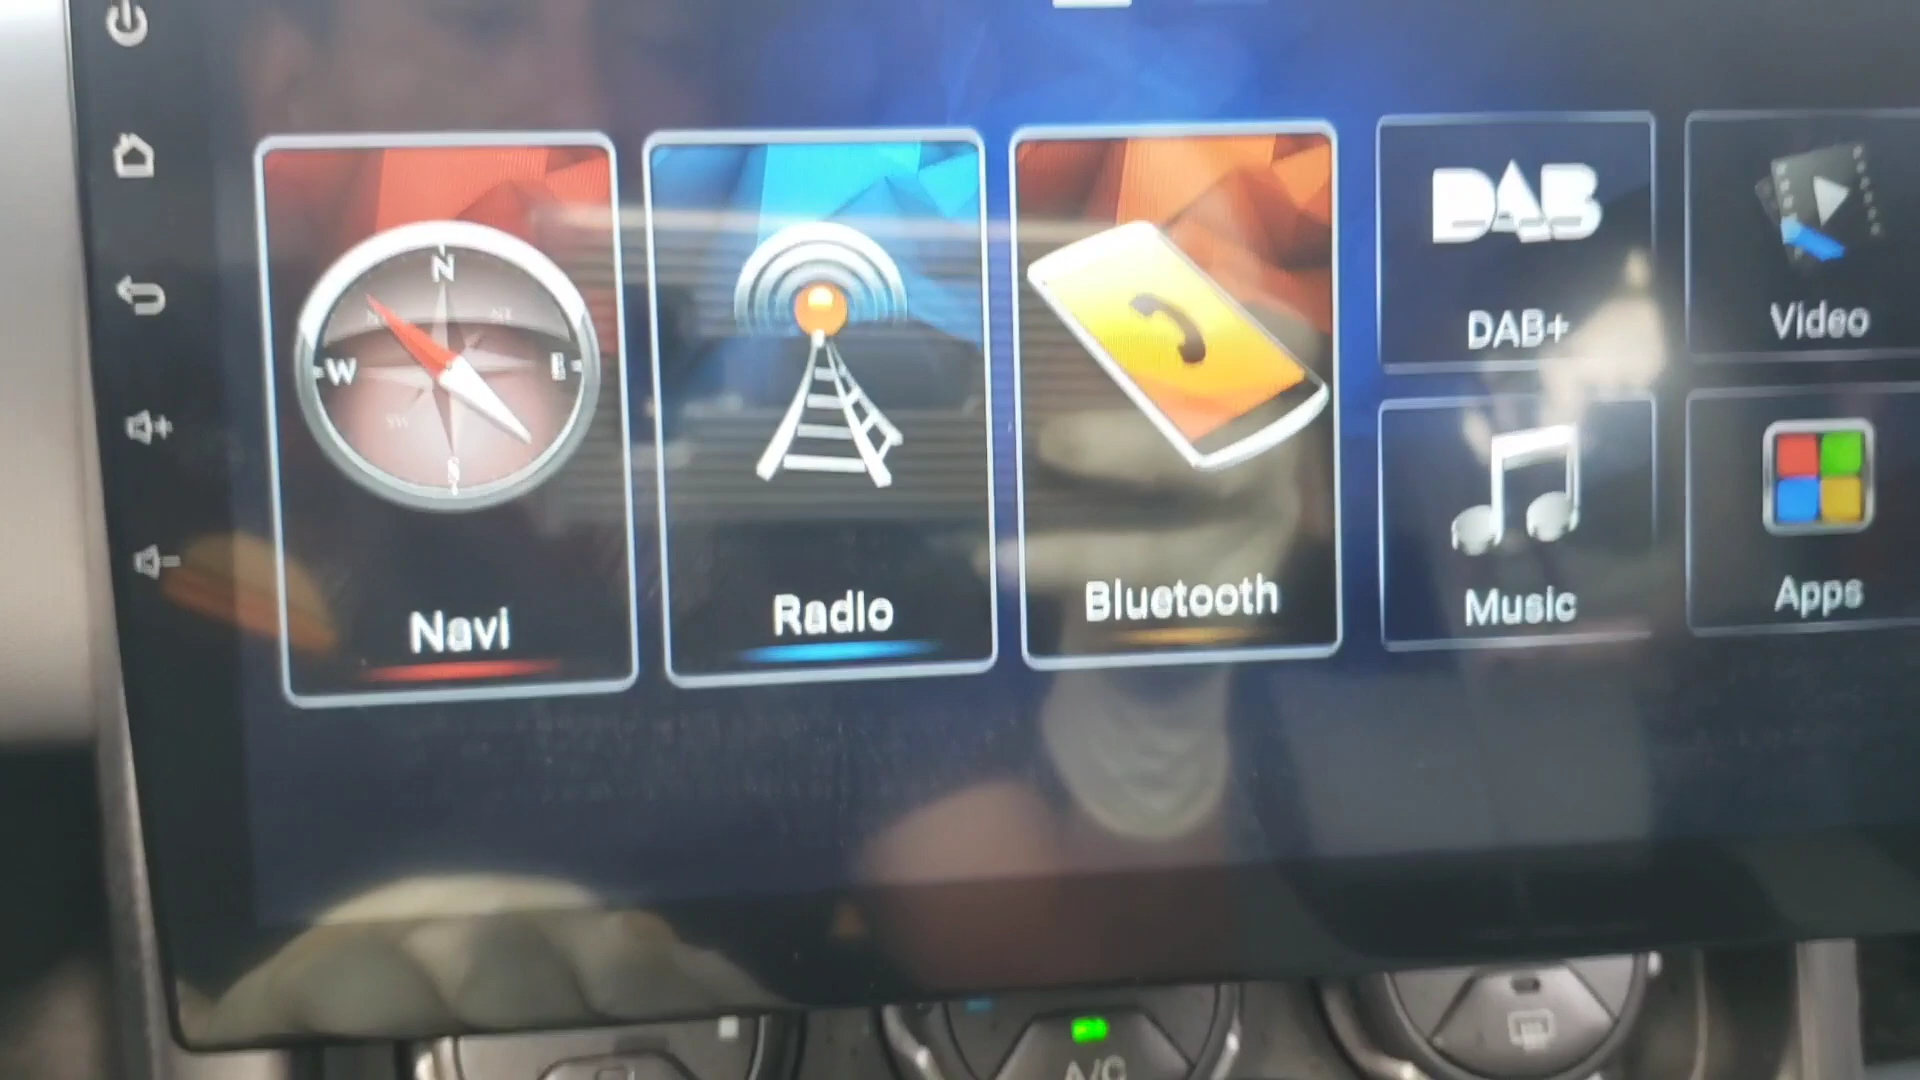 N
W
E
S
Navi
Radio
Bluetooth
DAB
DAB+
Video
Music
Apps
A/C